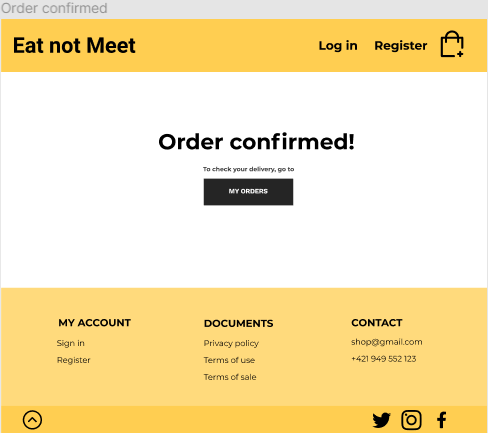 Order confirmed
Eat not Meet
Log in
Register
Order confirmed!
To check your delivery, go to
MY ORDERS
MY ACCOUNT
Sign in
Register
DOCUMENTS
Privacy policy
Terms of use
Terms of sale
CONTACT
shop@gmail.com
+421 949 552 123